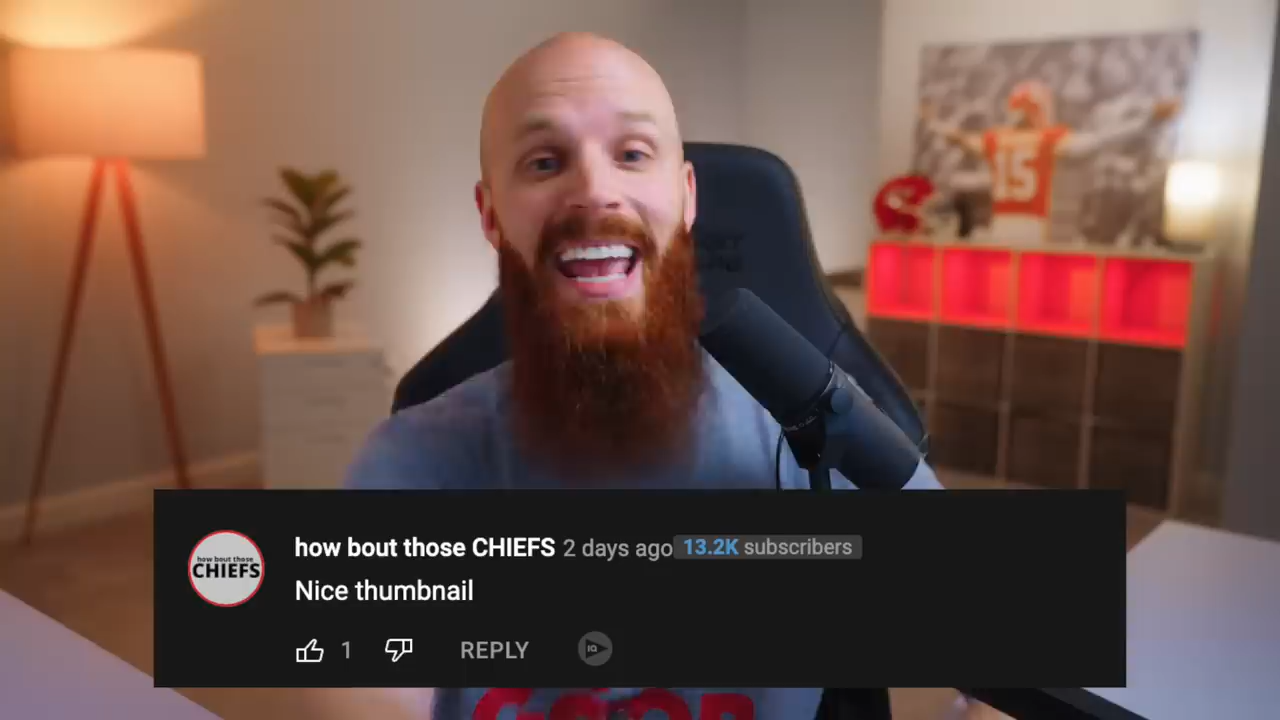 15
how bout those CHIEFS 2 days ago 13.2K subscribers
how bout those
CHIEFS
Nice thumbnail
1 REPLY IQ